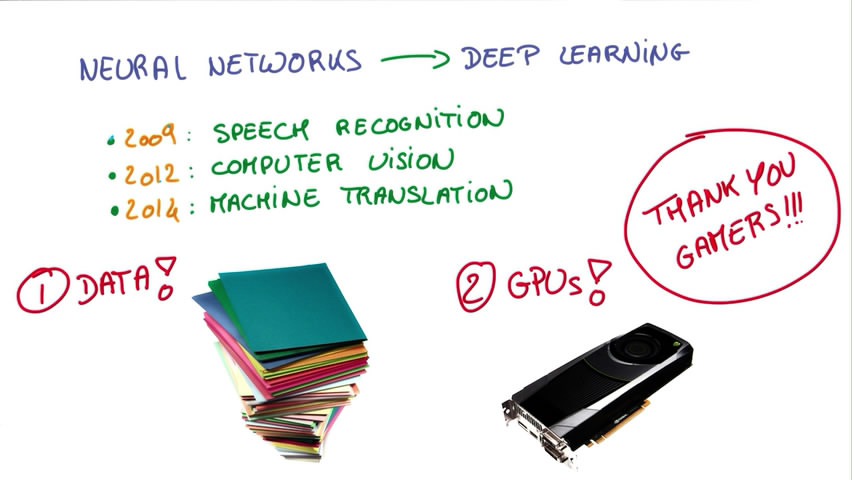 NEURAL NETWORKS → DEEP LEARNING
• 2009: SPEECH RECOGNITION
• 2012: COMPUTER VISION
• 2014: MACHINE TRANSLATION
THANK YOU
GAMERS!!!
① DATA!
② GPUs!